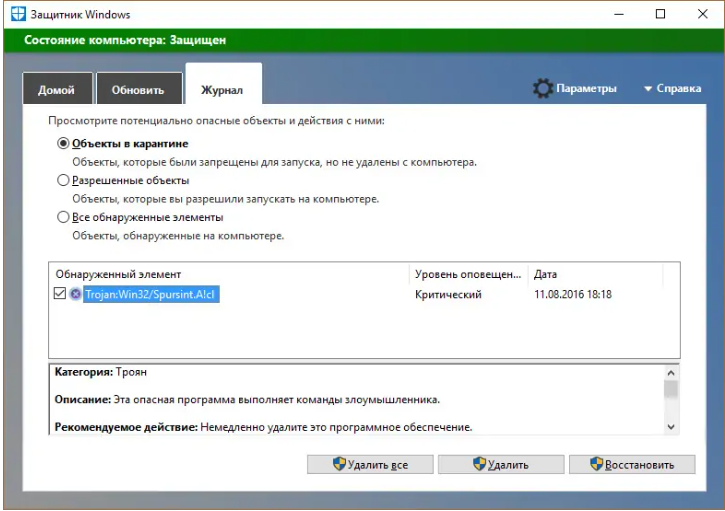 Защитник Windows
Состояние компьютера: Защищен
Домой Обновить Журнал Параметры Справка
Просмотрите потенциально опасные объекты и действия с ними:
Объекты в карантине
Объекты, которые были запрещены для запуска, но не удалены с компьютера.
Разрешенные объекты
Объекты, которые вы разрешили запускать на компьютере.
Все обнаруженные элементы
Объекты, обнаруженные на компьютере.
Обнаруженный элемент Уровень оповещен... Дата
Trojan:Win32/Spursint.A!cl Критический 11.08.2016 18:18
Категория: Троян
Описание: Эта опасная программа выполняет команды злоумышленника.
Рекомендуемое действие: Немедленно удалите это программное обеспечение.
Удалить все Удалить Восстановить